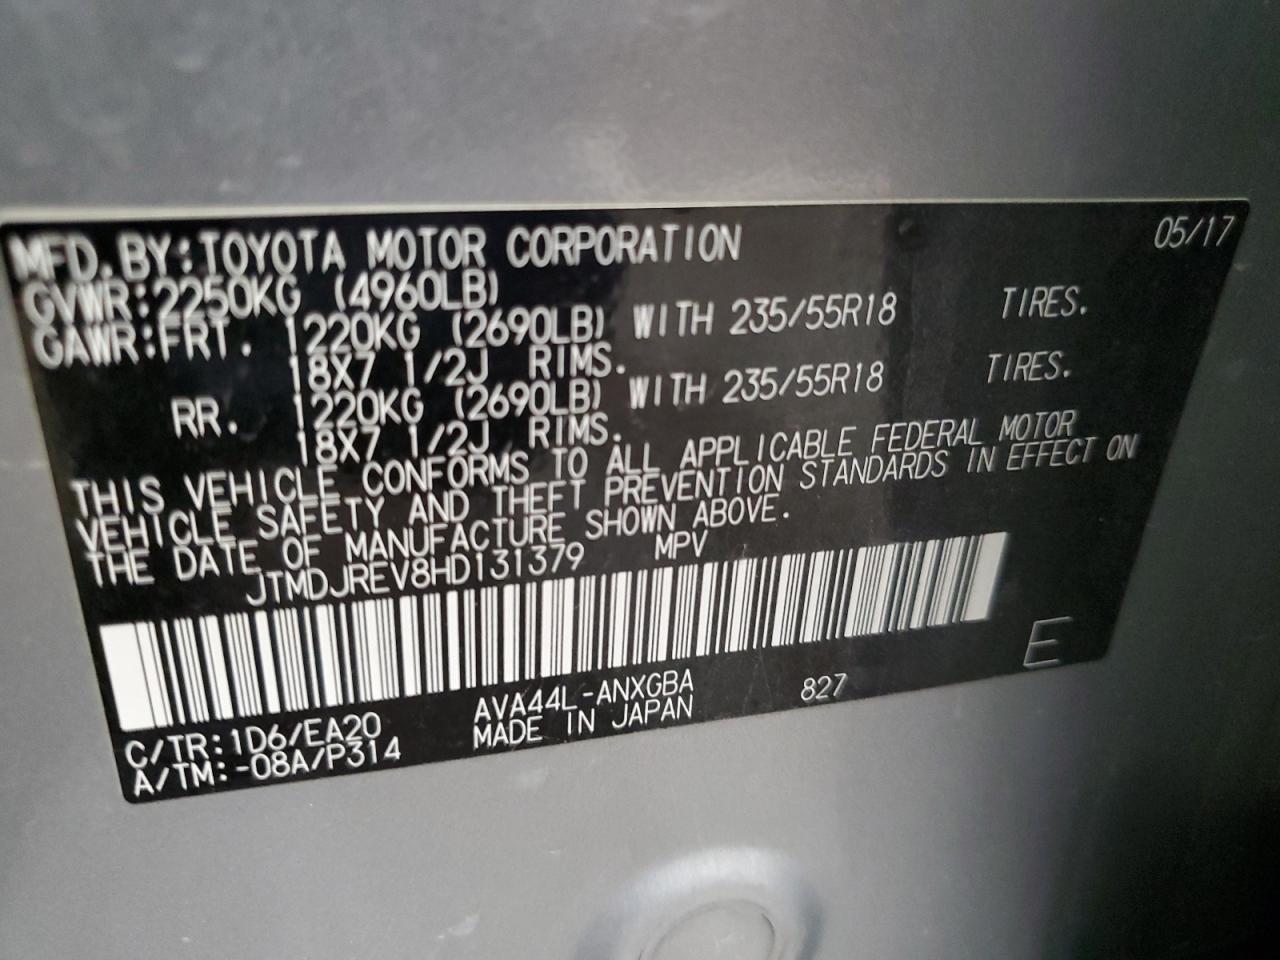 MFD.BY:TOYOTA MOTOR CORPORATION 05/17
GVWR:2250KG (4960LB)
GAWR:FRT. 1220KG (2690LB) WITH 235/55R18 TIRES.
18X7 1/2J RIMS.
RR. 1220KG (2690LB) WITH 235/55R18 TIRES.
18X7 1/2J RIMS.
THIS VEHICLE CONFORMS TO ALL APPLICABLE FEDERAL MOTOR
VEHICLE SAFETY AND THEFT PREVENTION STANDARDS IN EFFECT ON
THE DATE OF MANUFACTURE SHOWN ABOVE.
JTMDJREV8HD131379 MPV
E
C/TR:1D6/EA20 AVA44L-ANXGBA 827
A/TM:-08A/P314 MADE IN JAPAN